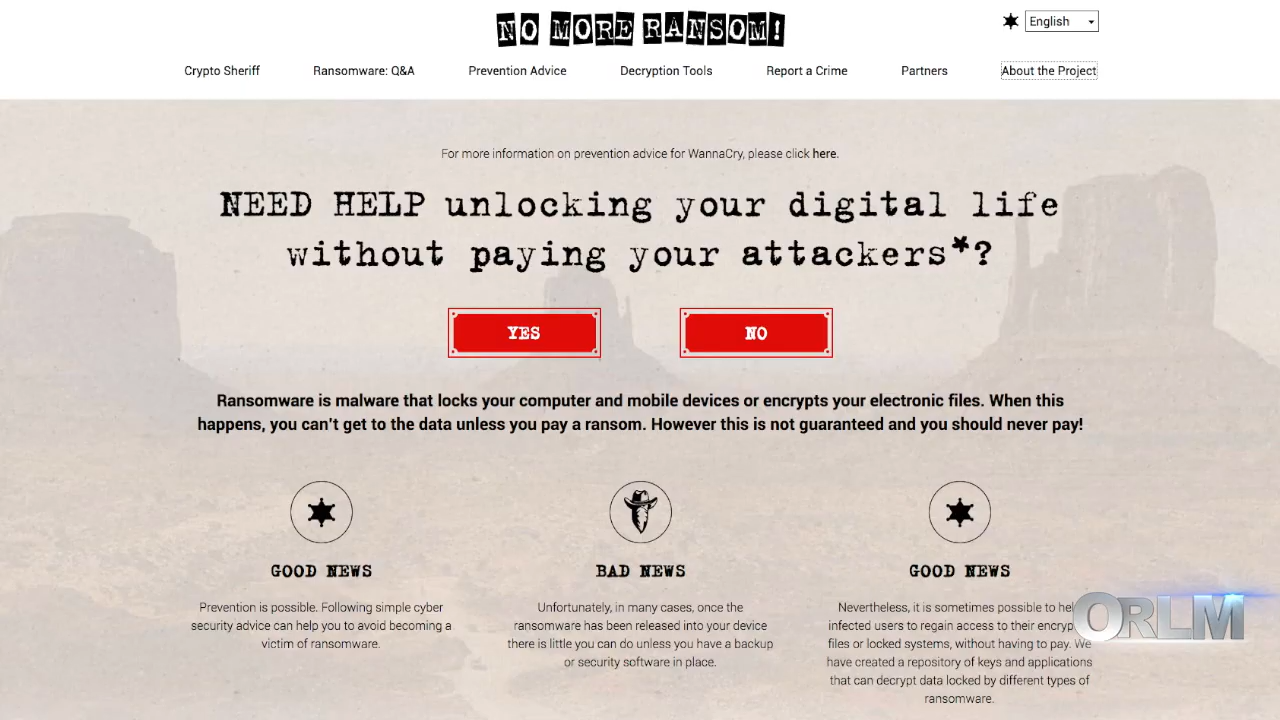 NO MORE RANSOM!
English
Crypto Sheriff
Ransomware: Q&A
Prevention Advice
Decryption Tools
Report a Crime
Partners
About the Project
For more information on prevention advice for WannaCry, please click here.
NEED HELP unlocking your digital life
without paying your attackers*?
YES
NO
Ransomware is malware that locks your computer and mobile devices or encrypts your electronic files. When this
happens, you can't get to the data unless you pay a ransom. However this is not guaranteed and you should never pay!
GOOD NEWS
Prevention is possible. Following simple cyber
security advice can help you to avoid becoming a
victim of ransomware.
BAD NEWS
Unfortunately, in many cases, once the
ransomware has been released into your device
there is little you can do unless you have a backup
or security software in place.
GOOD NEWS
Nevertheless, it is sometimes possible to
infected users to regain access to their
files or locked systems, without having to pay. We
have created a repository of keys and applications
that can decrypt data locked by different types of
ransomware.
ORLM